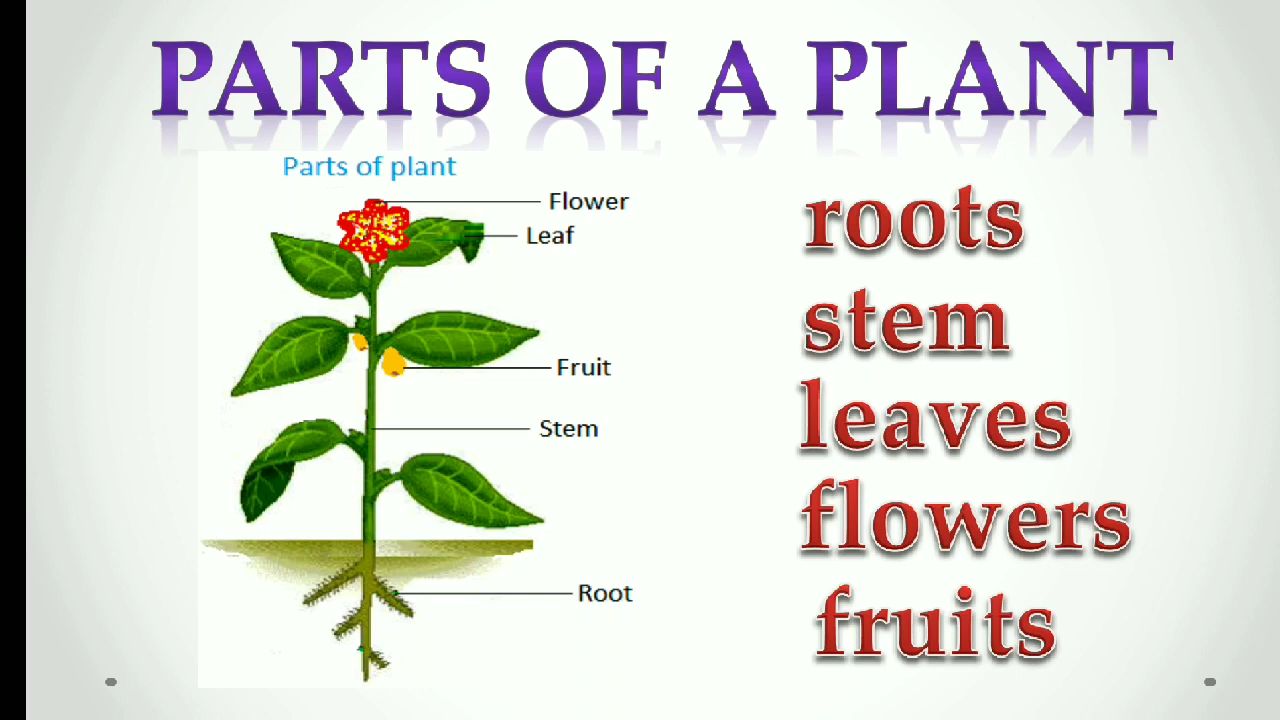 PARTS OF A PLANT
Parts of plant
Flower
Leaf
Fruit
Stem
Root
roots
stem
leaves
flowers
fruits